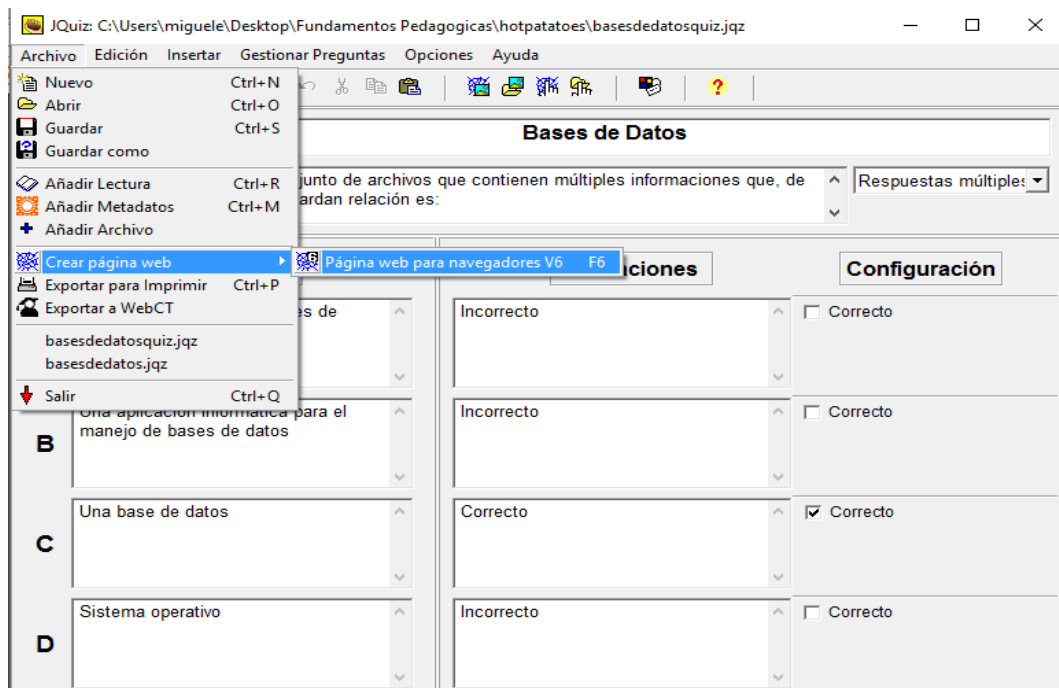 JQuiz: C:\Users\miguele\Desktop\Fundamentos Pedagogicas\hotpatatoes\basesdedatosquiz.jqz
Archivo Edición Insertar Gestionar Preguntas Opciones Ayuda
Nuevo Ctrl+N
Abrir Ctrl+O
Guardar Ctrl+S
Guardar como
Añadir Lectura Ctrl+R
Añadir Metadatos Ctrl+M
Añadir Archivo
Crear página web
Página web para navegadores V6 F6
Exportar para Imprimir Ctrl+P
Exportar a WebCT
basesdedatosquiz.jqz
basesdedatos.jqz
Salir Ctrl+Q
Bases de Datos
junto de archivos que contienen múltiples informaciones que, de
ardan relación es:
Respuestas múltiples
ciones
Configuración
es de
Incorrecto
Correcto
B
Una aplicación informática para el
manejo de bases de datos
Incorrecto
Correcto
C
Una base de datos
Correcto
Correcto
D
Sistema operativo
Incorrecto
Correcto